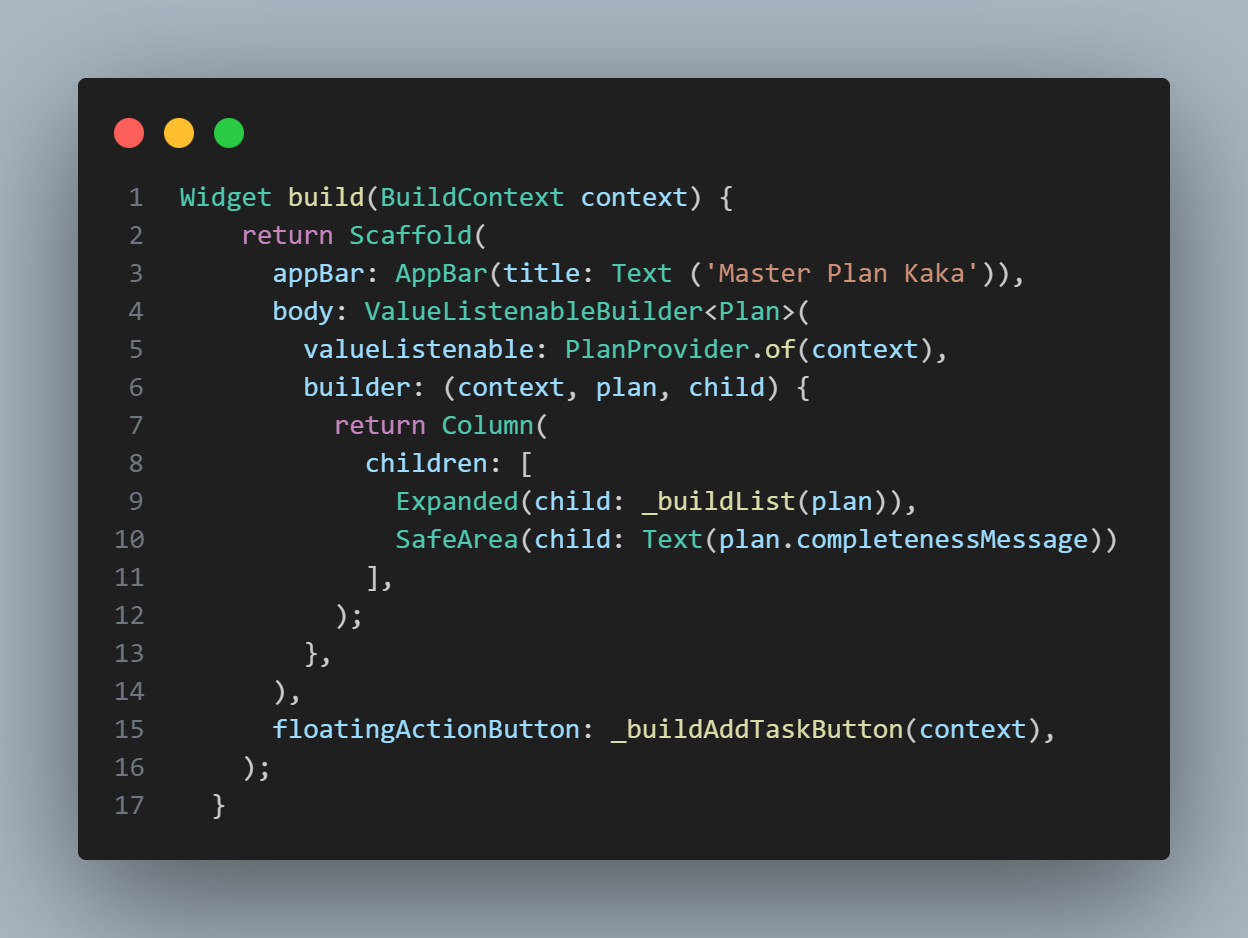 1 Widget build(BuildContext context) {
2     return Scaffold(
3       appBar: AppBar(title: Text ('Master Plan Kaka')),
4       body: ValueListenableBuilder<Plan>(
5         valueListenable: PlanProvider.of(context),
6         builder: (context, plan, child) {
7           return Column(
8             children: [
9               Expanded(child: _buildList(plan)),
10               SafeArea(child: Text(plan.completenessMessage))
11             ],
12           );
13         },
14       ),
15       floatingActionButton: _buildAddTaskButton(context),
16     );
17   }